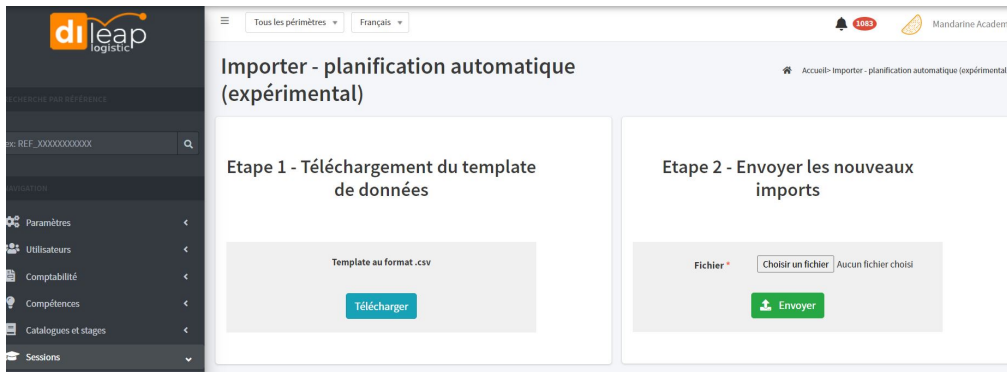 dileap
logistic
Tous les périmètres
Français
1083
Mandarine Academ
Importer - planification automatique
(expérimental)
Accueil> Importer - planification automatique (expérimental
RECHERCHE PAR RÉFÉRENCE
ex: REF_XXXXXXXXXXX
NAVIGATION
Paramètres
Utilisateurs
Comptabilité
Compétences
Catalogues et stages
Sessions
Etape 1 - Téléchargement du template
de données
Template au format .csv
Télécharger
Etape 2 - Envoyer les nouveaux
imports
Fichier *
Choisir un fichier Aucun fichier choisi
Envoyer